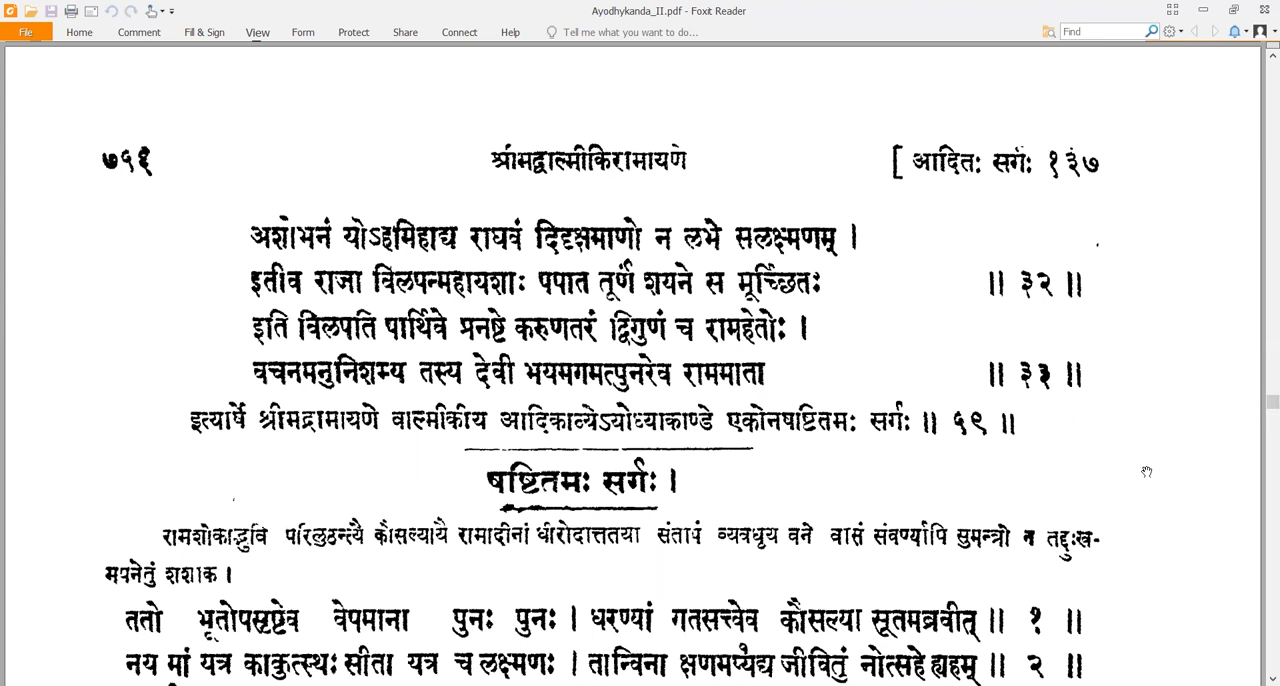 Ayodhykanda_II.pdf - Foxit Reader
File Home Comment Fill & Sign View Form Protect Share Connect Help Tell me what you want to do... Find
७५६ श्रीमद्वाल्मीकिरामायणे [ आदितः सर्गः १३७
अशोभनं योऽहमिहाद्य राघवं दिदृक्षमाणो न लभे सलक्ष्मणम् ।
इतीव राजा विलपन्महायशाः पपात तूर्णं शयने स मूर्च्छितः ॥ ३२ ॥
इति विलपति पार्थिवे प्रनष्टे करुणतरं द्विगुणं च रामहेतोः ।
वचनमनुनिशम्य तस्य देवी भयमगमत्पुनरेव राममाता ॥ ३३ ॥
इत्यार्षे श्रीमद्रामायणे वाल्मीकीय आदिकाव्येऽयोध्याकाण्डे एकोनषष्टितमः सर्गः ॥ ५९ ॥
षष्टितमः सर्गः ।
रामशोकाद्भुवि परिलुठन्त्यै कौसल्यायै रामादीनां धीरोदात्ततया संतापं व्यवधूय वने वासं संवर्ण्यापि सुमन्त्रो न तद्दुःख-
मपनेतुं शशाक ।
ततो भूतोपसृष्टेव वेपमाना पुनः पुनः । धरण्यां गतसत्त्वेव कौसल्या सूतमब्रवीत् ॥ १ ॥
नय मां यत्र काकुत्स्थः सीता यत्र च लक्ष्मणः । तान्विना क्षणमप्यद्य जीवितुं नोत्सहे ह्यहम् ॥ २ ॥